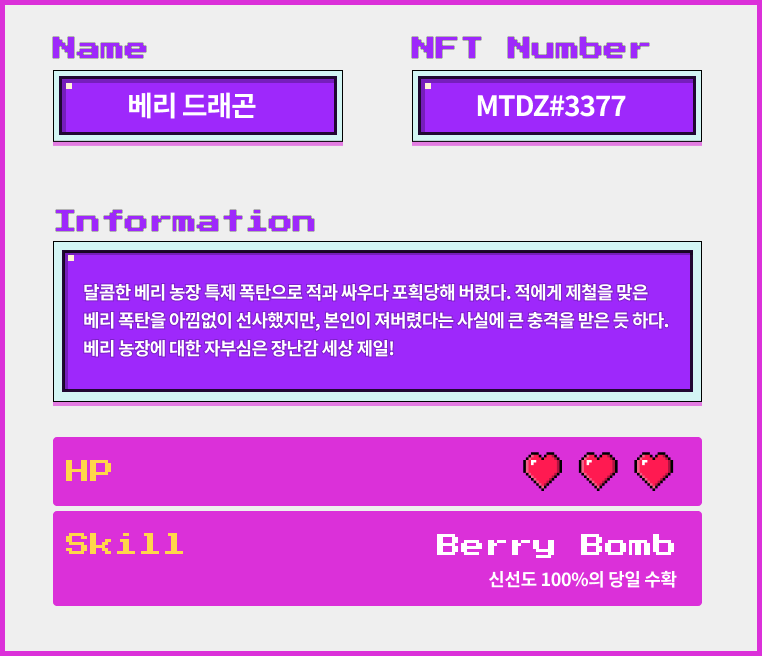 Name
NFT Number
베리 드래곤
MTDZ#3377
Information
달콤한 베리 농장 특제 폭탄으로 적과 싸우다 포획당해 버렸다. 적에게 제철을 맞은
베리 폭탄을 아낌없이 선사했지만, 본인이 져버렸다는 사실에 큰 충격을 받은 듯 하다.
베리 농장에 대한 자부심은 장난감 세상 제일!
HP
Skill
Berry Bomb
신선도 100%의 당일 수확